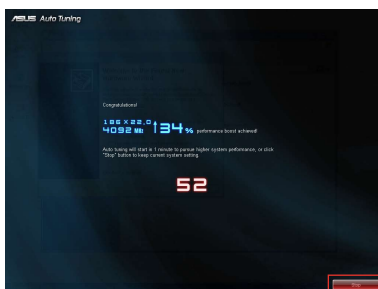 ASUS Auto Tuning
Congratulations!
186 X 22.0
4092 MHz 34% performance boost achieved!
Auto tuning will start in 1 minute to pursue higher system performance, or click
"Stop" button to keep current system setting.
52
Stop